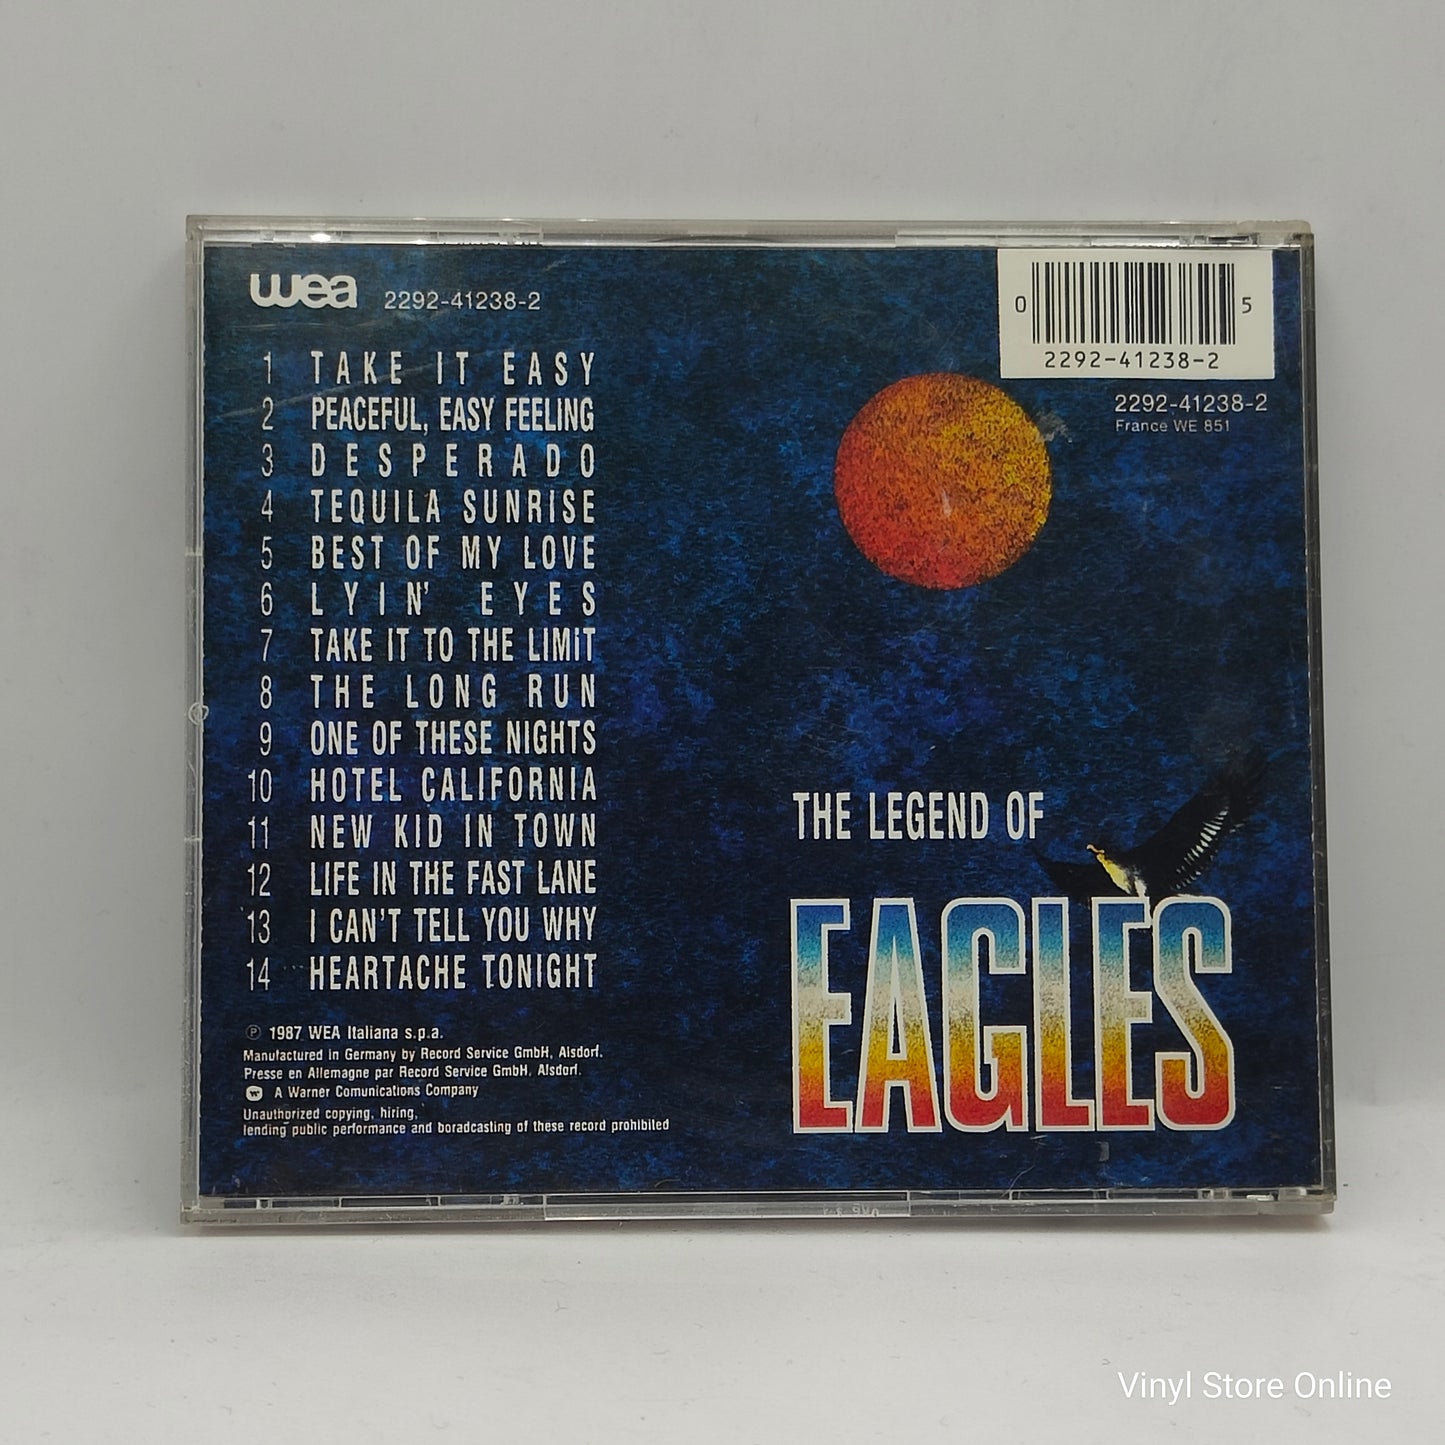 wea 2292-41238-2
0 5
2292-41238-2
2292-41238-2
France WE 851
1 TAKE IT EASY
2 PEACEFUL, EASY FEELING
3 DESPERADO
4 TEQUILA SUNRISE
5 BEST OF MY LOVE
6 LYIN' EYES
7 TAKE IT TO THE LIMIT
8 THE LONG RUN
9 ONE OF THESE NIGHTS
10 HOTEL CALIFORNIA
11 NEW KID IN TOWN
12 LIFE IN THE FAST LANE
13 I CAN'T TELL YOU WHY
14 HEARTACHE TONIGHT
THE LEGEND OF
EAGLES
Ⓟ 1987 WEA Italiana s.p.a.
Manufactured in Germany by Record Service GmbH, Alsdorf.
Presse en Allemagne par Record Service GmbH, Alsdorf.
A Warner Comunications Company
Unauthorized copying, hiring,
lending public performance and boradcasting of these record prohibited
Vinyl Store Online